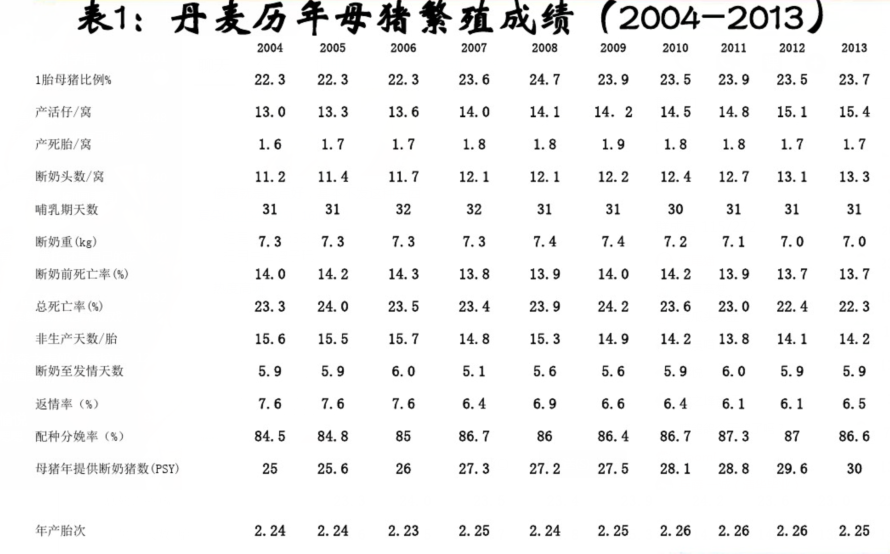 表1：丹麦历年母猪繁殖成绩（2004—2013）
2004 2005 2006 2007 2008 2009 2010 2011 2012 2013
1胎母猪比例% 22.3 22.3 22.3 23.6 24.7 23.9 23.5 23.9 23.5 23.7
产活仔/窝 13.0 13.3 13.6 14.0 14.1 14. 2 14.5 14.8 15.1 15.4
产死胎/窝 1.6 1.7 1.7 1.8 1.8 1.9 1.8 1.8 1.7 1.7
断奶头数/窝 11.2 11.4 11.7 12.1 12.1 12.2 12.4 12.7 13.1 13.3
哺乳期天数 31 31 32 32 31 31 30 31 31 31
断奶重(kg) 7.3 7.3 7.3 7.3 7.4 7.4 7.2 7.1 7.0 7.0
断奶前死亡率(%) 14.0 14.2 14.3 13.8 13.9 14.0 14.2 13.9 13.7 13.7
总死亡率(%) 23.3 24.0 23.5 23.4 23.9 24.2 23.6 23.0 22.4 22.3
非生产天数/胎 15.6 15.5 15.7 14.8 15.3 14.9 14.2 13.8 14.1 14.2
断奶至发情天数 5.9 5.9 6.0 5.1 5.6 5.6 5.9 6.0 5.9 5.9
返情率（%） 7.6 7.6 7.6 6.4 6.9 6.6 6.4 6.1 6.1 6.5
配种分娩率（%） 84.5 84.8 85 86.7 86 86.4 86.7 87.3 87 86.6
母猪年提供断奶猪数(PSY) 25 25.6 26 27.3 27.2 27.5 28.1 28.8 29.6 30
年产胎次 2.24 2.24 2.23 2.25 2.24 2.25 2.26 2.26 2.26 2.25